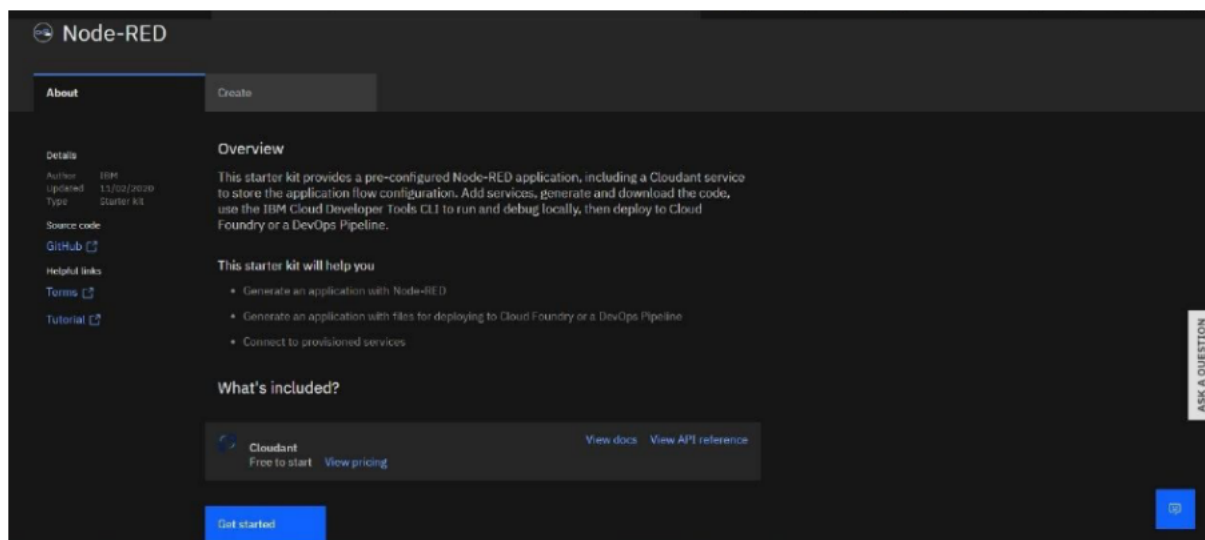 Node-RED
About
Create
Details
Author IBM
Updated 11/02/2020
Type Starter kit
Source code
GitHub
Helpful links
Terms
Tutorial
Overview
This starter kit provides a pre-configured Node-RED application, including a Cloudant service
to store the application flow configuration. Add services, generate and download the code,
use the IBM Cloud Developer Tools CLI to run and debug locally, then deploy to Cloud
Foundry or a DevOps Pipeline.
This starter kit will help you
• Generate an application with Node-RED
• Generate an application with files for deploying to Cloud Foundry or a DevOps Pipeline
• Connect to provisioned services
What's included?
Cloudant
Free to start View pricing
View docs View API reference
Get started
ASK A QUESTION